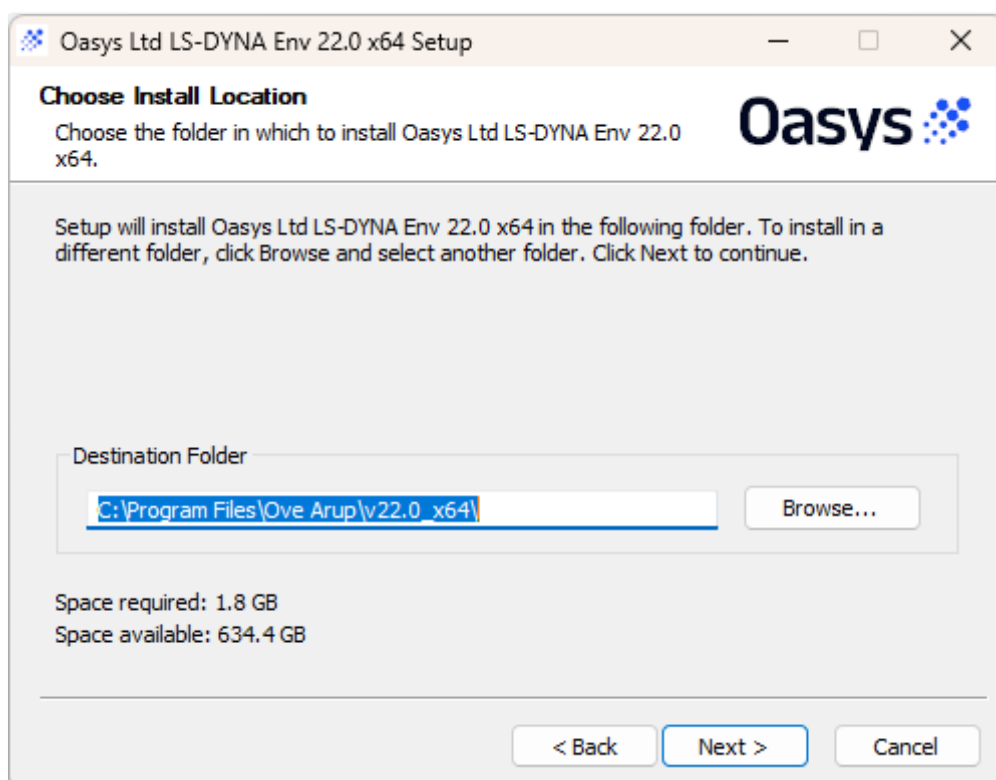 Oasys Ltd LS-DYNA Env 22.0 x64 Setup
Choose Install Location
Choose the folder in which to install Oasys Ltd LS-DYNA Env 22.0
x64.
Oasys
Setup will install Oasys Ltd LS-DYNA Env 22.0 x64 in the following folder. To install in a
different folder, click Browse and select another folder. Click Next to continue.
Destination Folder
C:\Program Files\Ove Arup\v22.0_x64\
Browse...
Space required: 1.8 GB
Space available: 634.4 GB
< Back
Next >
Cancel